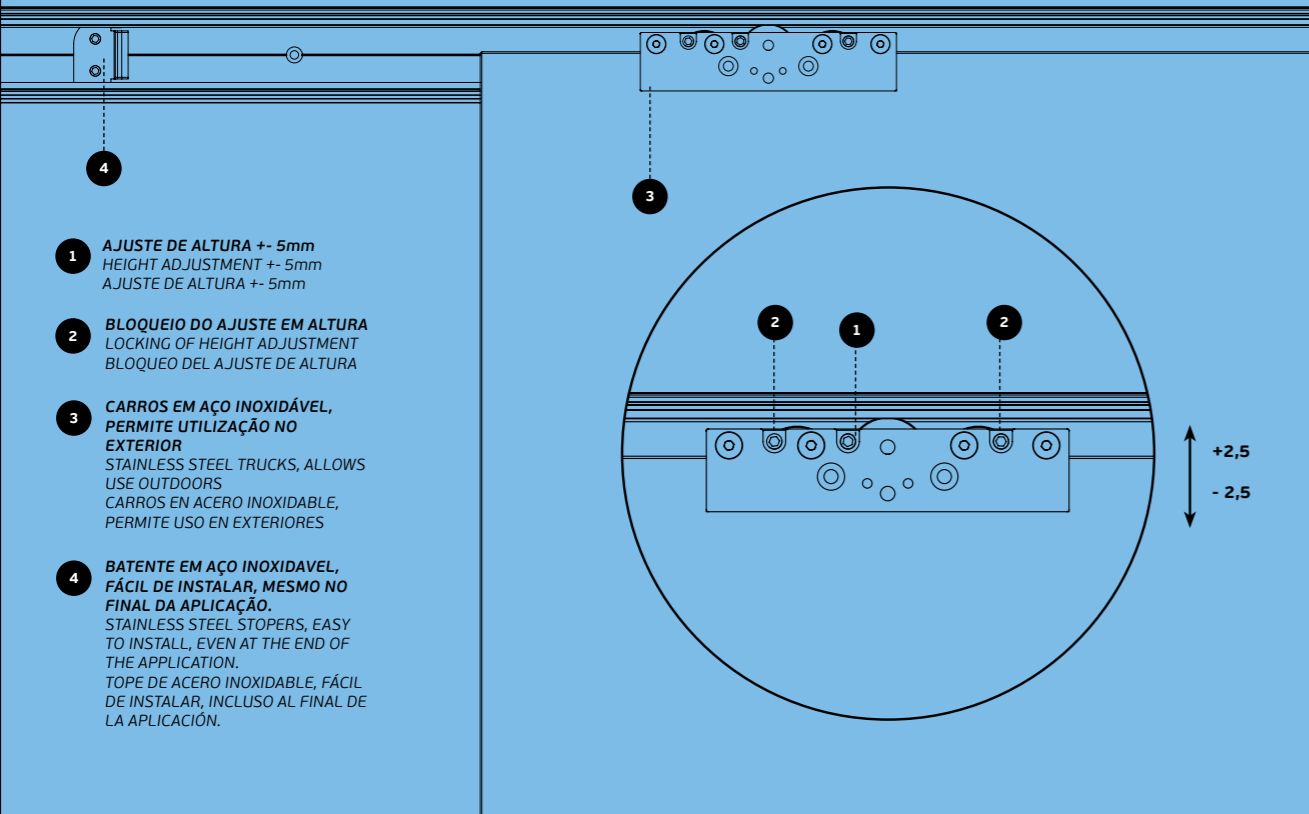 4
3
1
AJUSTE DE ALTURA +- 5mm
HEIGHT ADJUSTMENT +- 5mm
AJUSTE DE ALTURA +- 5mm
2
BLOQUEIO DO AJUSTE EM ALTURA
LOCKING OF HEIGHT ADJUSTMENT
BLOQUEO DEL AJUSTE DE ALTURA
3
CARROS EM AÇO INOXIDÁVEL,
PERMITE UTILIZAÇÃO NO
EXTERIOR
STAINLESS STEEL TRUCKS, ALLOWS
USE OUTDOORS
CARROS EN ACERO INOXIDABLE,
PERMITE USO EN EXTERIORES
4
BATENTE EM AÇO INOXIDAVEL,
FÁCIL DE INSTALAR, MESMO NO
FINAL DA APLICAÇÃO.
STAINLESS STEEL STOPERS, EASY
TO INSTALL, EVEN AT THE END OF
THE APPLICATION.
TOPE DE ACERO INOXIDABLE, FÁCIL
DE INSTALAR, INCLUSO AL FINAL DE
LA APLICACIÓN.
2
1
2
+2,5
- 2,5